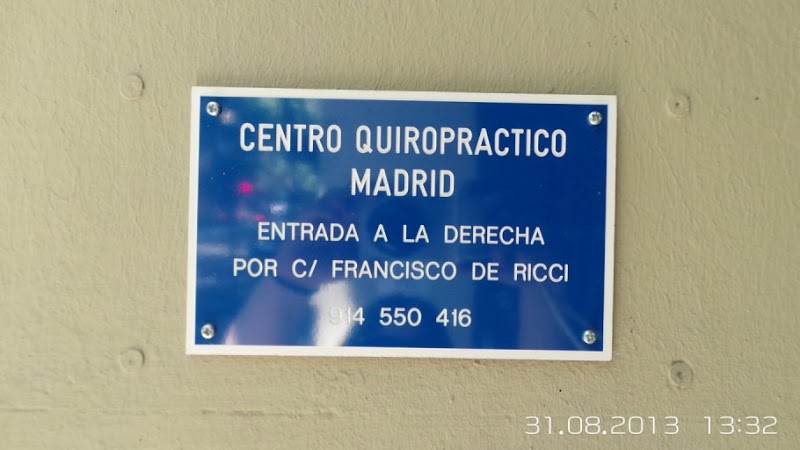 CENTRO QUIROPRACTICO
MADRID
ENTRADA A LA DERECHA
POR C/ FRANCISCO DE RICCI
914 550 416
31.08.2013 13:32